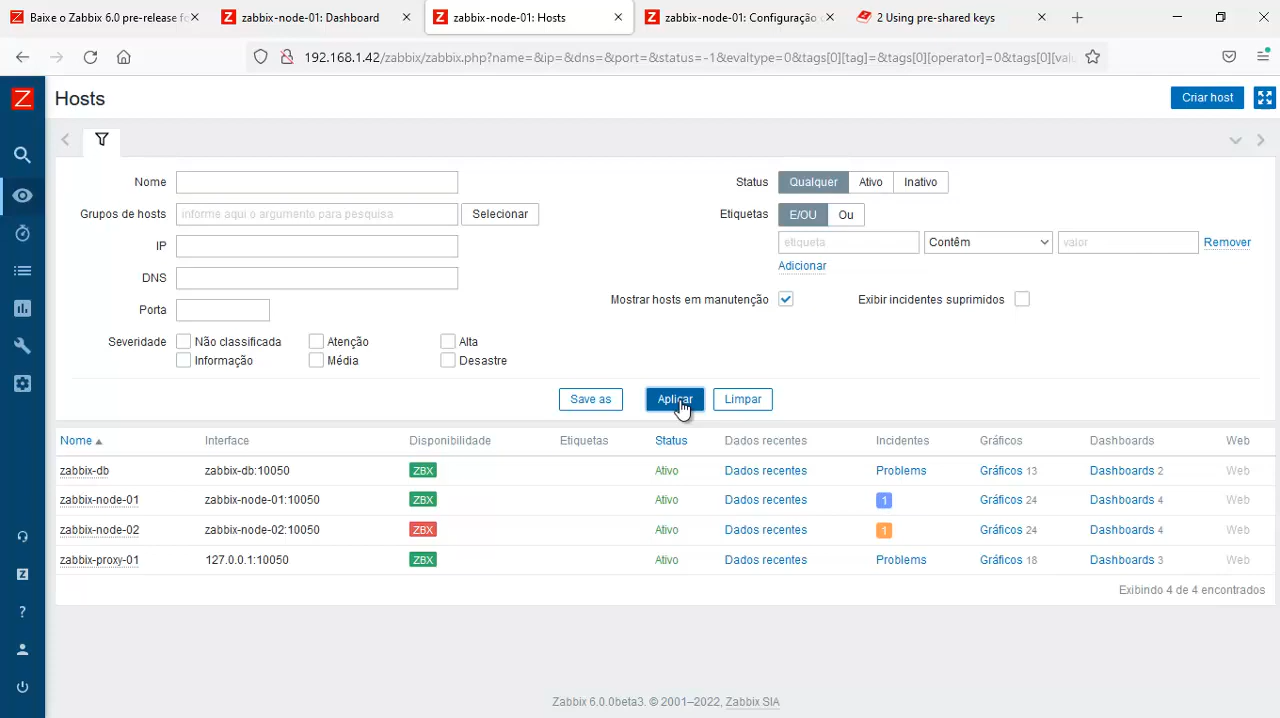 Baixe o Zabbix 6.0 pre-release fo
zabbix-node-01: Dashboard
zabbix-node-01: Hosts
zabbix-node-01: Configuração d
2 Using pre-shared keys
192.168.1.42/zabbix/zabbix.php?name=&ip=&dns=&port=&status=-1&evaltype=0&tags[0][tag]=&tags[0][operator]=0&tags[0][valu
Z
Hosts
Criar host
Nome
Status
Qualquer
Ativo
Inativo
Grupos de hosts
informe aqui o argumento para pesquisa
Selecionar
Etiquetas
E/OU
Ou
IP
etiqueta
Contêm
valor
Remover
DNS
Adicionar
Porta
Mostrar hosts em manutenção
Exibir incidentes suprimidos
Severidade
Não classificada
Atenção
Alta
Informação
Média
Desastre
Save as
Aplicar
Limpar
Nome
Interface
Disponibilidade
Etiquetas
Status
Dados recentes
Incidentes
Gráficos
Dashboards
Web
zabbix-db
zabbix-db:10050
ZBX
Ativo
Dados recentes
Problems
Gráficos 13
Dashboards 2
Web
zabbix-node-01
zabbix-node-01:10050
ZBX
Ativo
Dados recentes
1
Gráficos 24
Dashboards 4
Web
zabbix-node-02
zabbix-node-02:10050
ZBX
Ativo
Dados recentes
1
Gráficos 24
Dashboards 4
Web
zabbix-proxy-01
127.0.0.1:10050
ZBX
Ativo
Dados recentes
Problems
Gráficos 18
Dashboards 3
Web
Exibindo 4 de 4 encontrados
Zabbix 6.0.0beta3. © 2001–2022, Zabbix SIA